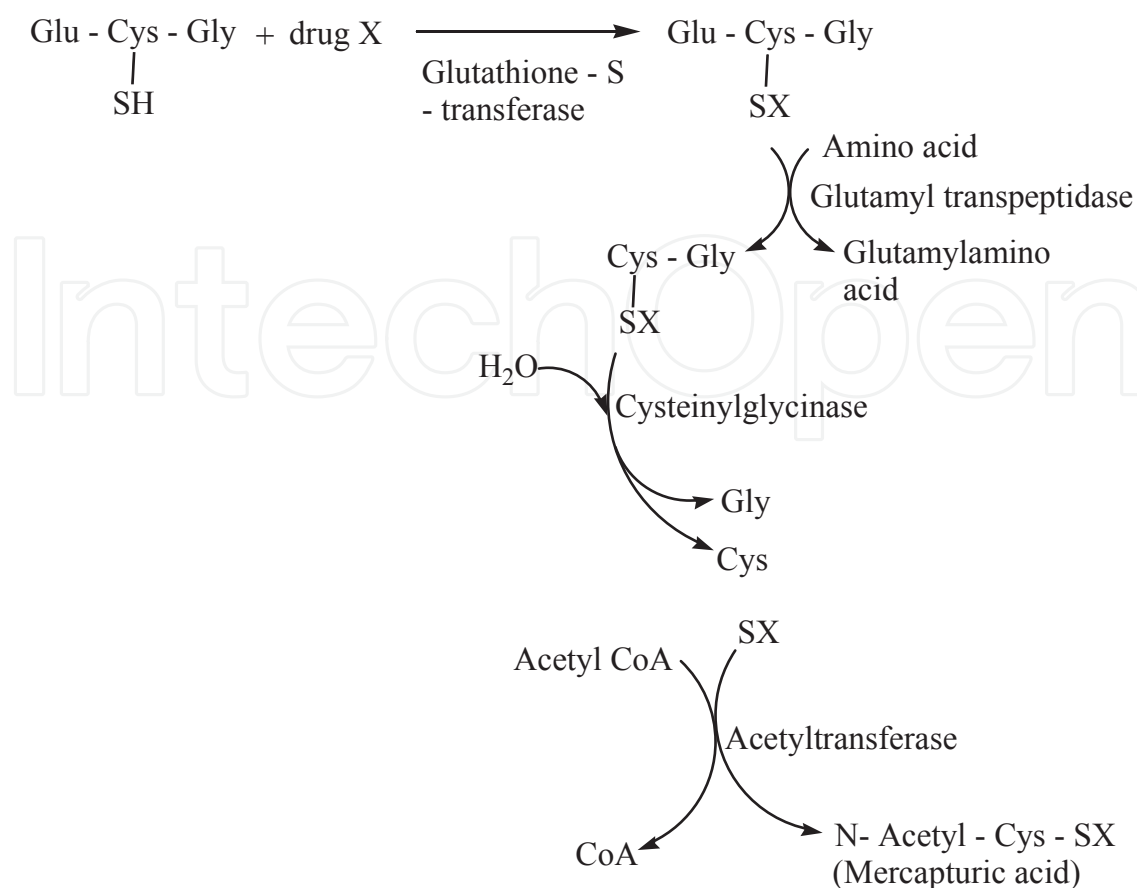 Glu - Cys - Gly + drug X
SH
Glutathione - S
- transferase
Glu - Cys - Gly
SX
Amino acid
Glutamyl transpeptidase
Glutamylamino
acid
Cys - Gly
SX
H₂O
Cysteinylglycinase
Gly
Cys
SX
Acetyl CoA
Acetyltransferase
CoA
N- Acetyl - Cys - SX
(Mercapturic acid)
IntechOpen